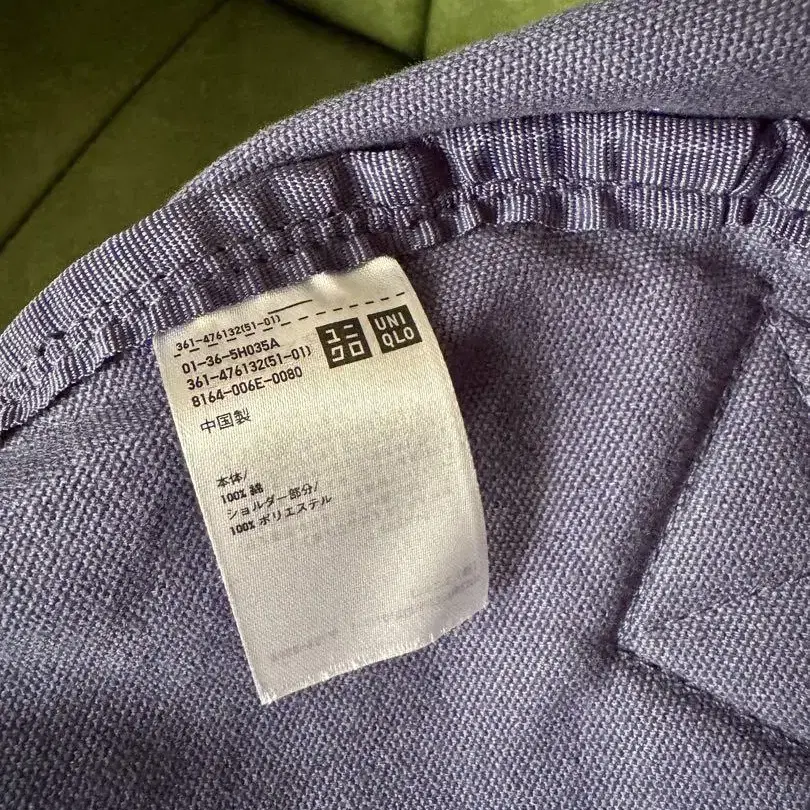 361-476132(51-01)
01-36-5H035A
361-476132(51-01)
8164-006E-0080
ユニ
クロ
UNI
QLO
中国製
本体/
100% 綿
ショルダー部分/
100% ポリエステル